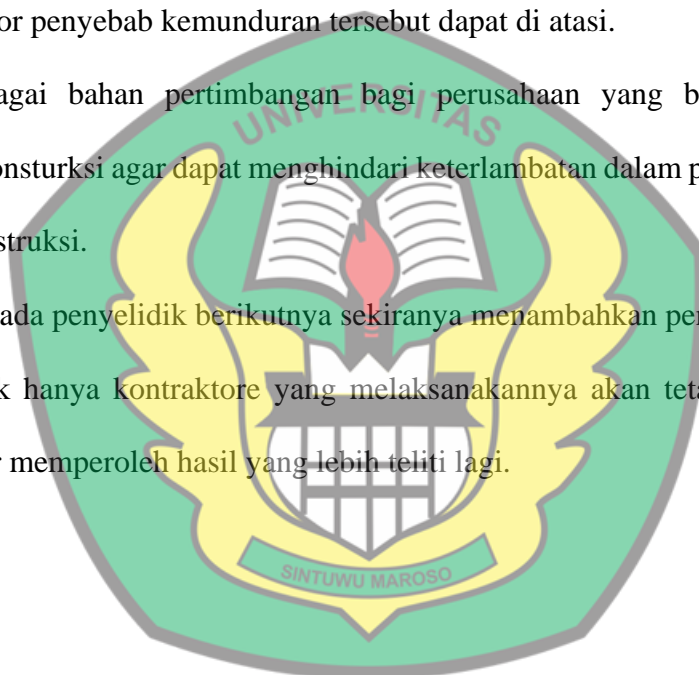 or penyebab kemunduran tersebut dapat di atasi.
agai bahan pertimbangan bagi perusahaan yang b
onsturksi agar dapat menghindari keterlambatan dalam p
struksi.
ada penyelidik berikutnya sekiranya menambahkan per
k hanya kontraktore yang melaksanakannya akan teta
r memperoleh hasil yang lebih teliti lagi.
UNIVERSITAS
SINTUWU MAROSO